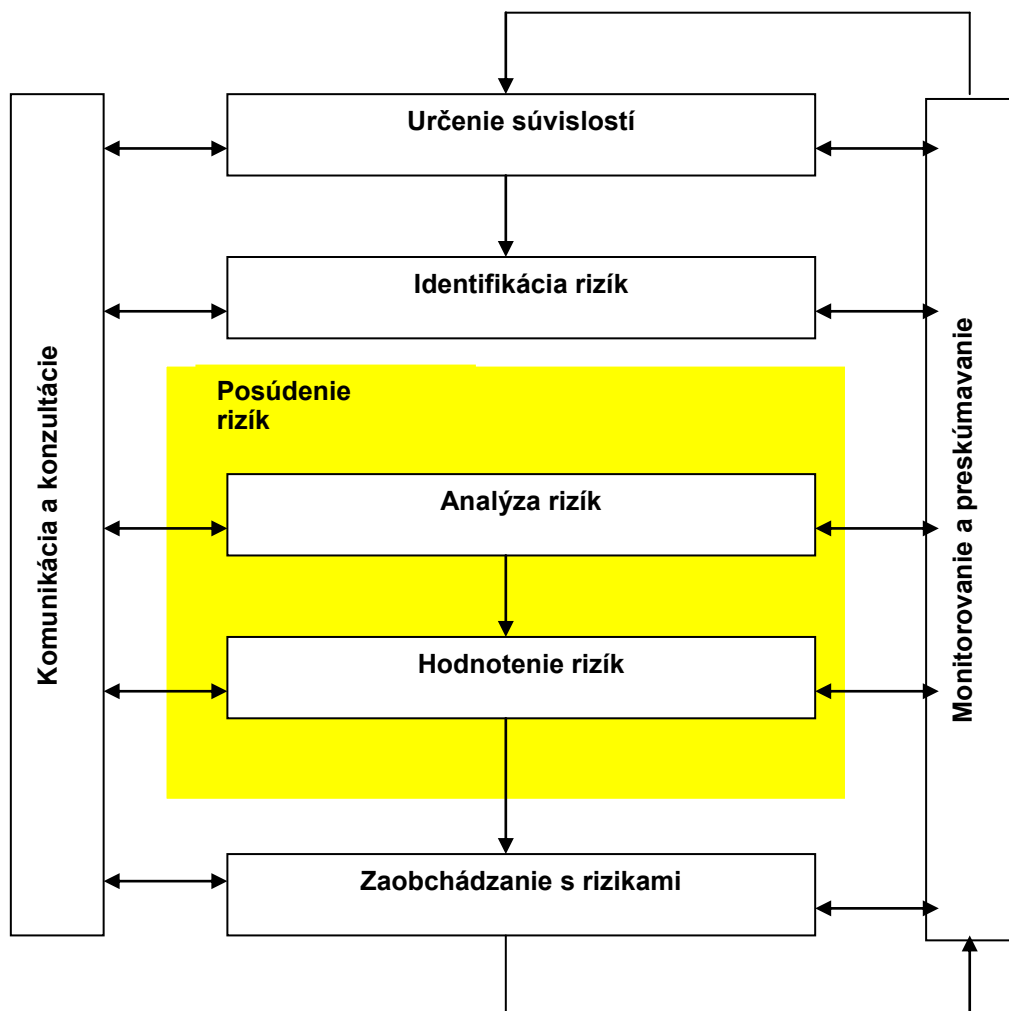 Určenie súvislostí
Identifikácia rizík
Posúdenie
rizík
Analýza rizík
Hodnotenie rizík
Zaobchádzanie s rizikami
Komunikácia a konzultácie
Monitorovanie a preskúmavanie